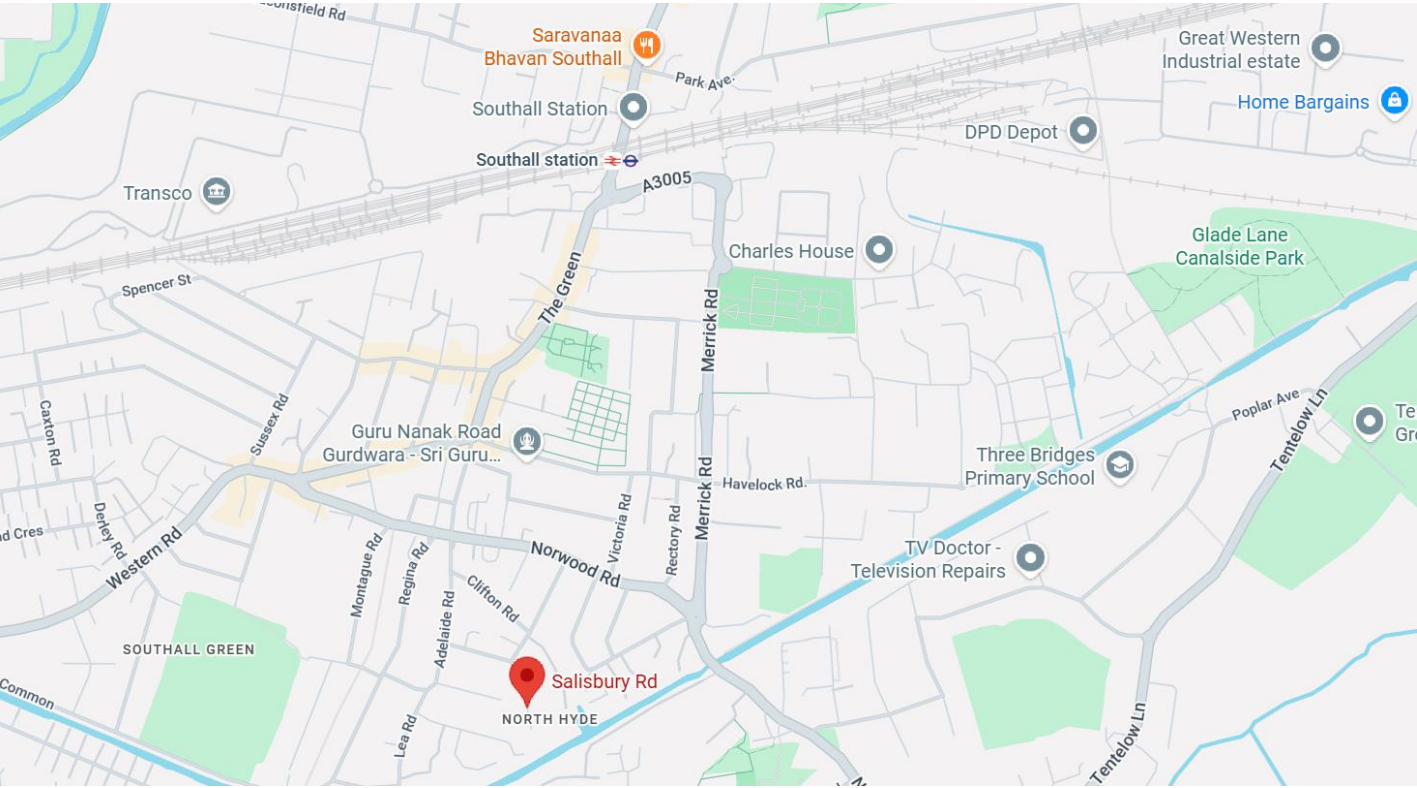 Saravanaa
Bhavan Southall
Park Ave.
Great Western
Industrial estate
Southall Station
Home Bargains
DPD Depot
Southall station
A3005
Transco
Glade Lane
Canalside Park
Charles House
Spencer St
The Green
Merrick Rd
Caxton Rd
Sussex Rd
Poplar Ave
Tentelow Ln
Te
Gr
Guru Nanak Road
Gurdwara - Sri Guru...
Three Bridges
Primary School
Merrick Rd
Havelock Rd.
Derley Rd
d Cres
Western Rd
Victoria Rd
Rectory Rd
Montague Rd
Regina Rd
Norwood Rd
TV Doctor -
Television Repairs
Clifton Rd
Adelaide Rd
SOUTHALL GREEN
Salisbury Rd
Common
NORTH HYDE
Lea Rd
Tentelow Ln